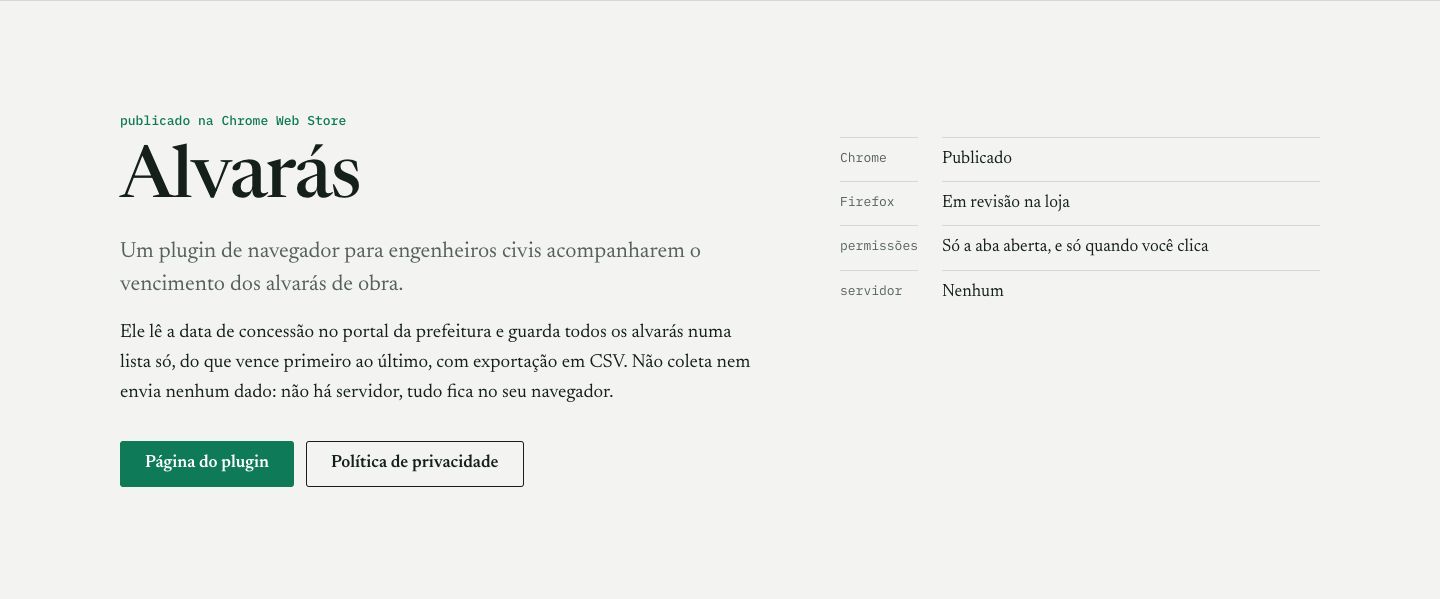 publicado na Chrome Web Store
Alvarás
Um plugin de navegador para engenheiros civis acompanharem o
vencimento dos alvarás de obra.
Ele lê a data de concessão no portal da prefeitura e guarda todos os alvarás numa
lista só, do que vence primeiro ao último, com exportação em CSV. Não coleta nem
envia nenhum dado: não há servidor, tudo fica no seu navegador.
Página do plugin
Política de privacidade
Chrome Publicado
Firefox Em revisão na loja
permissões Só a aba aberta, e só quando você clica
servidor Nenhum